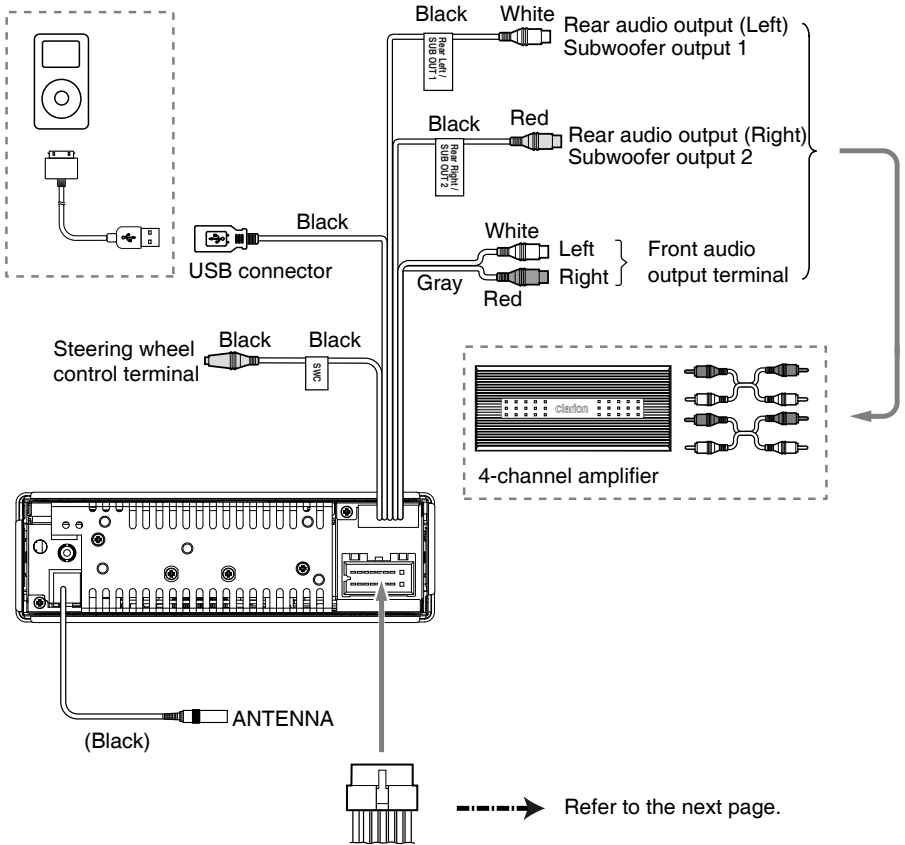 Black
White
Rear audio output (Left)
Subwoofer output 1
Rear Left /
SUB OUT 1
Black
Red
Rear audio output (Right)
Subwoofer output 2
Rear Right /
SUB OUT 2
Black
USB connector
White
Left
Right
Gray
Red
Front audio
output terminal
Steering wheel
control terminal
Black
Black
SWC
clarion
4-channel amplifier
ANTENNA
(Black)
Refer to the next page.